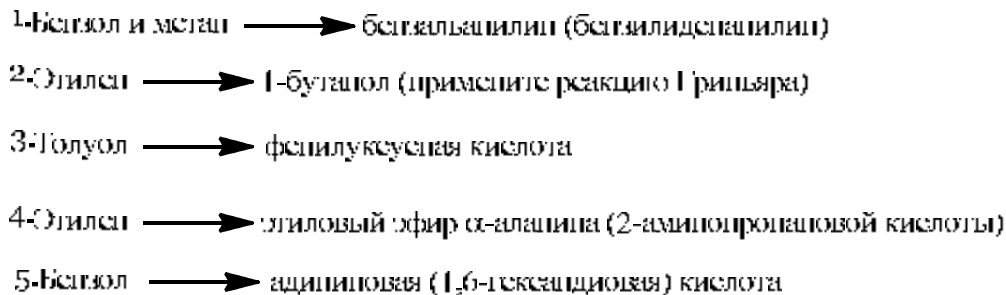 1-Бензол и метан → бензальанилин (бензилиденанилин)
2-Этилен → 1-бутанол (примените реакцию Гриньяра)
3-Толуол → фенилуксусная кислота
4-Этилен → этиловый эфир α-аланина (2-аминопропановой кислоты)
5-Бензол → адипиновая (1,6-гександиовая) кислота